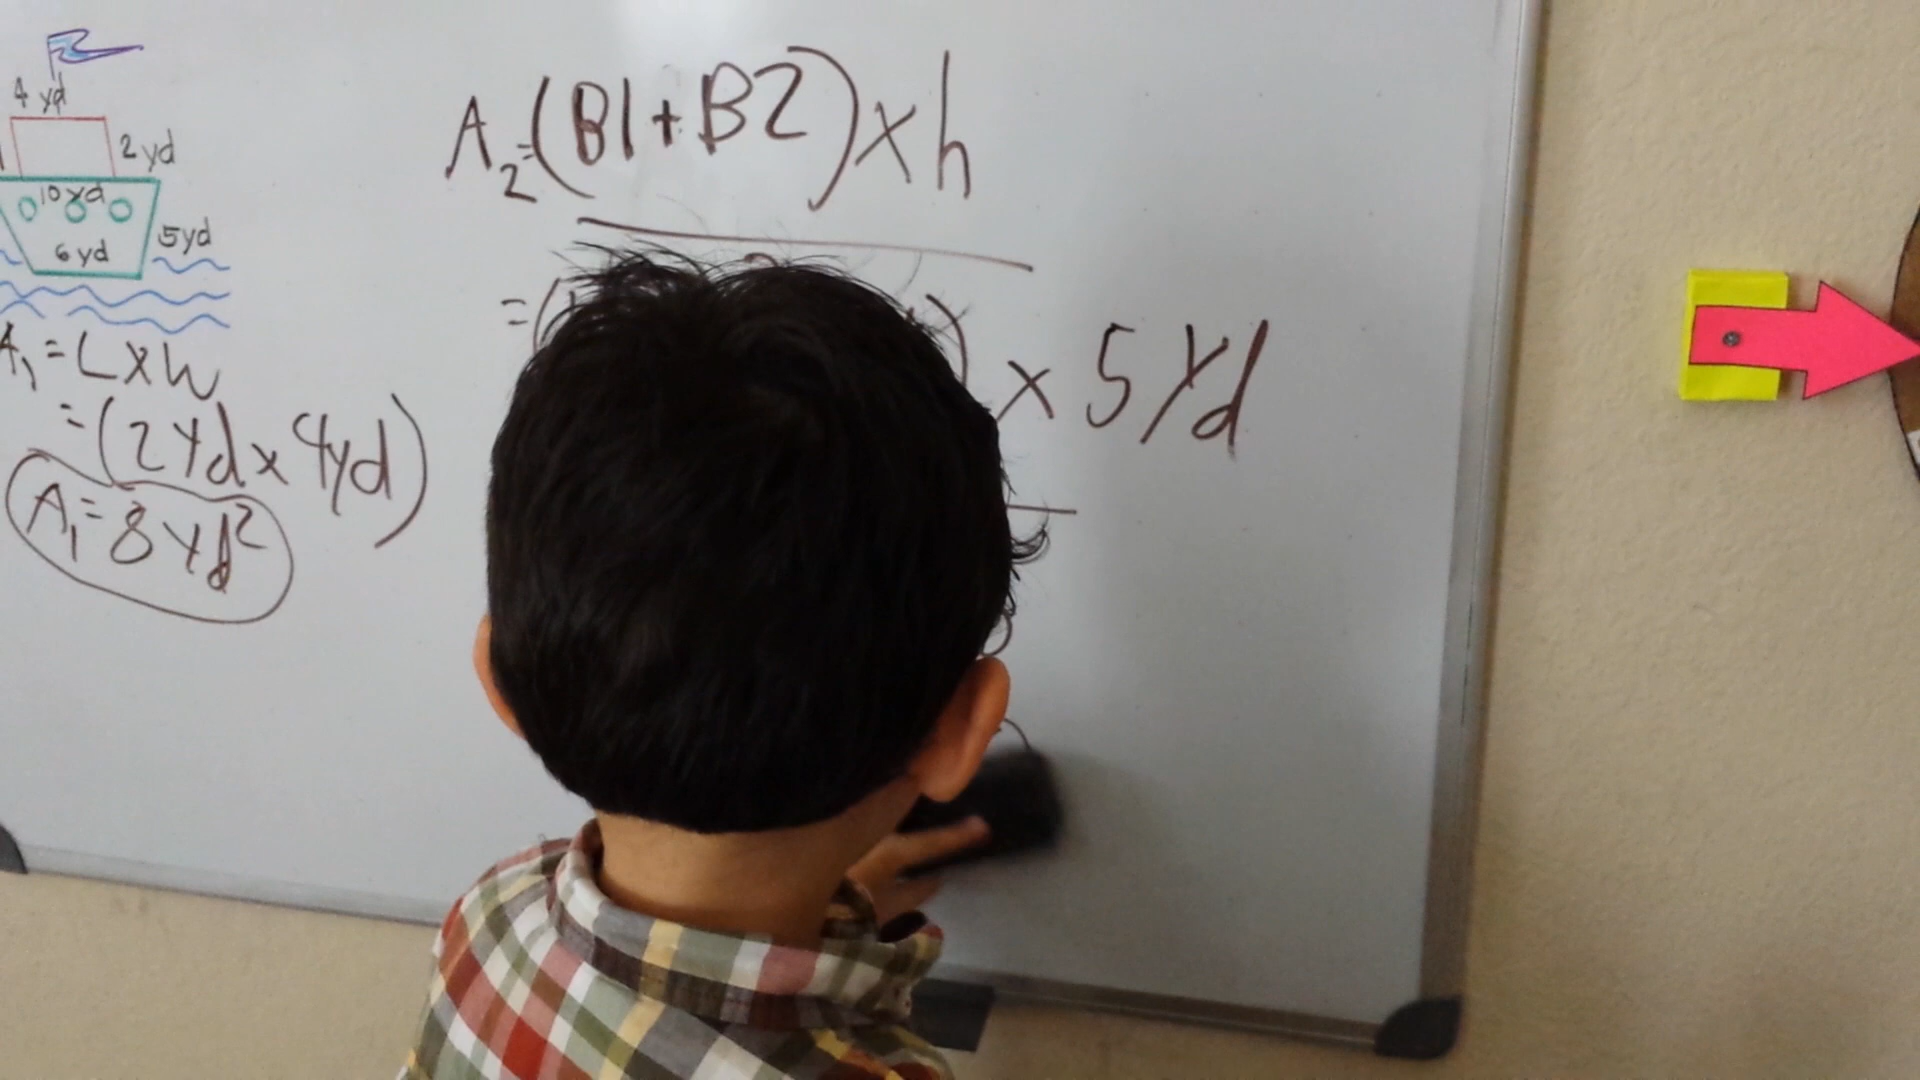 4 yd
2 yd
10 yd
6 yd
5yd
A1 = L x W
= (2 Yd x 4yd)
A1 = 8 Yd²
A2 = (B1 + B2) x h
= (
) x 5 Yd